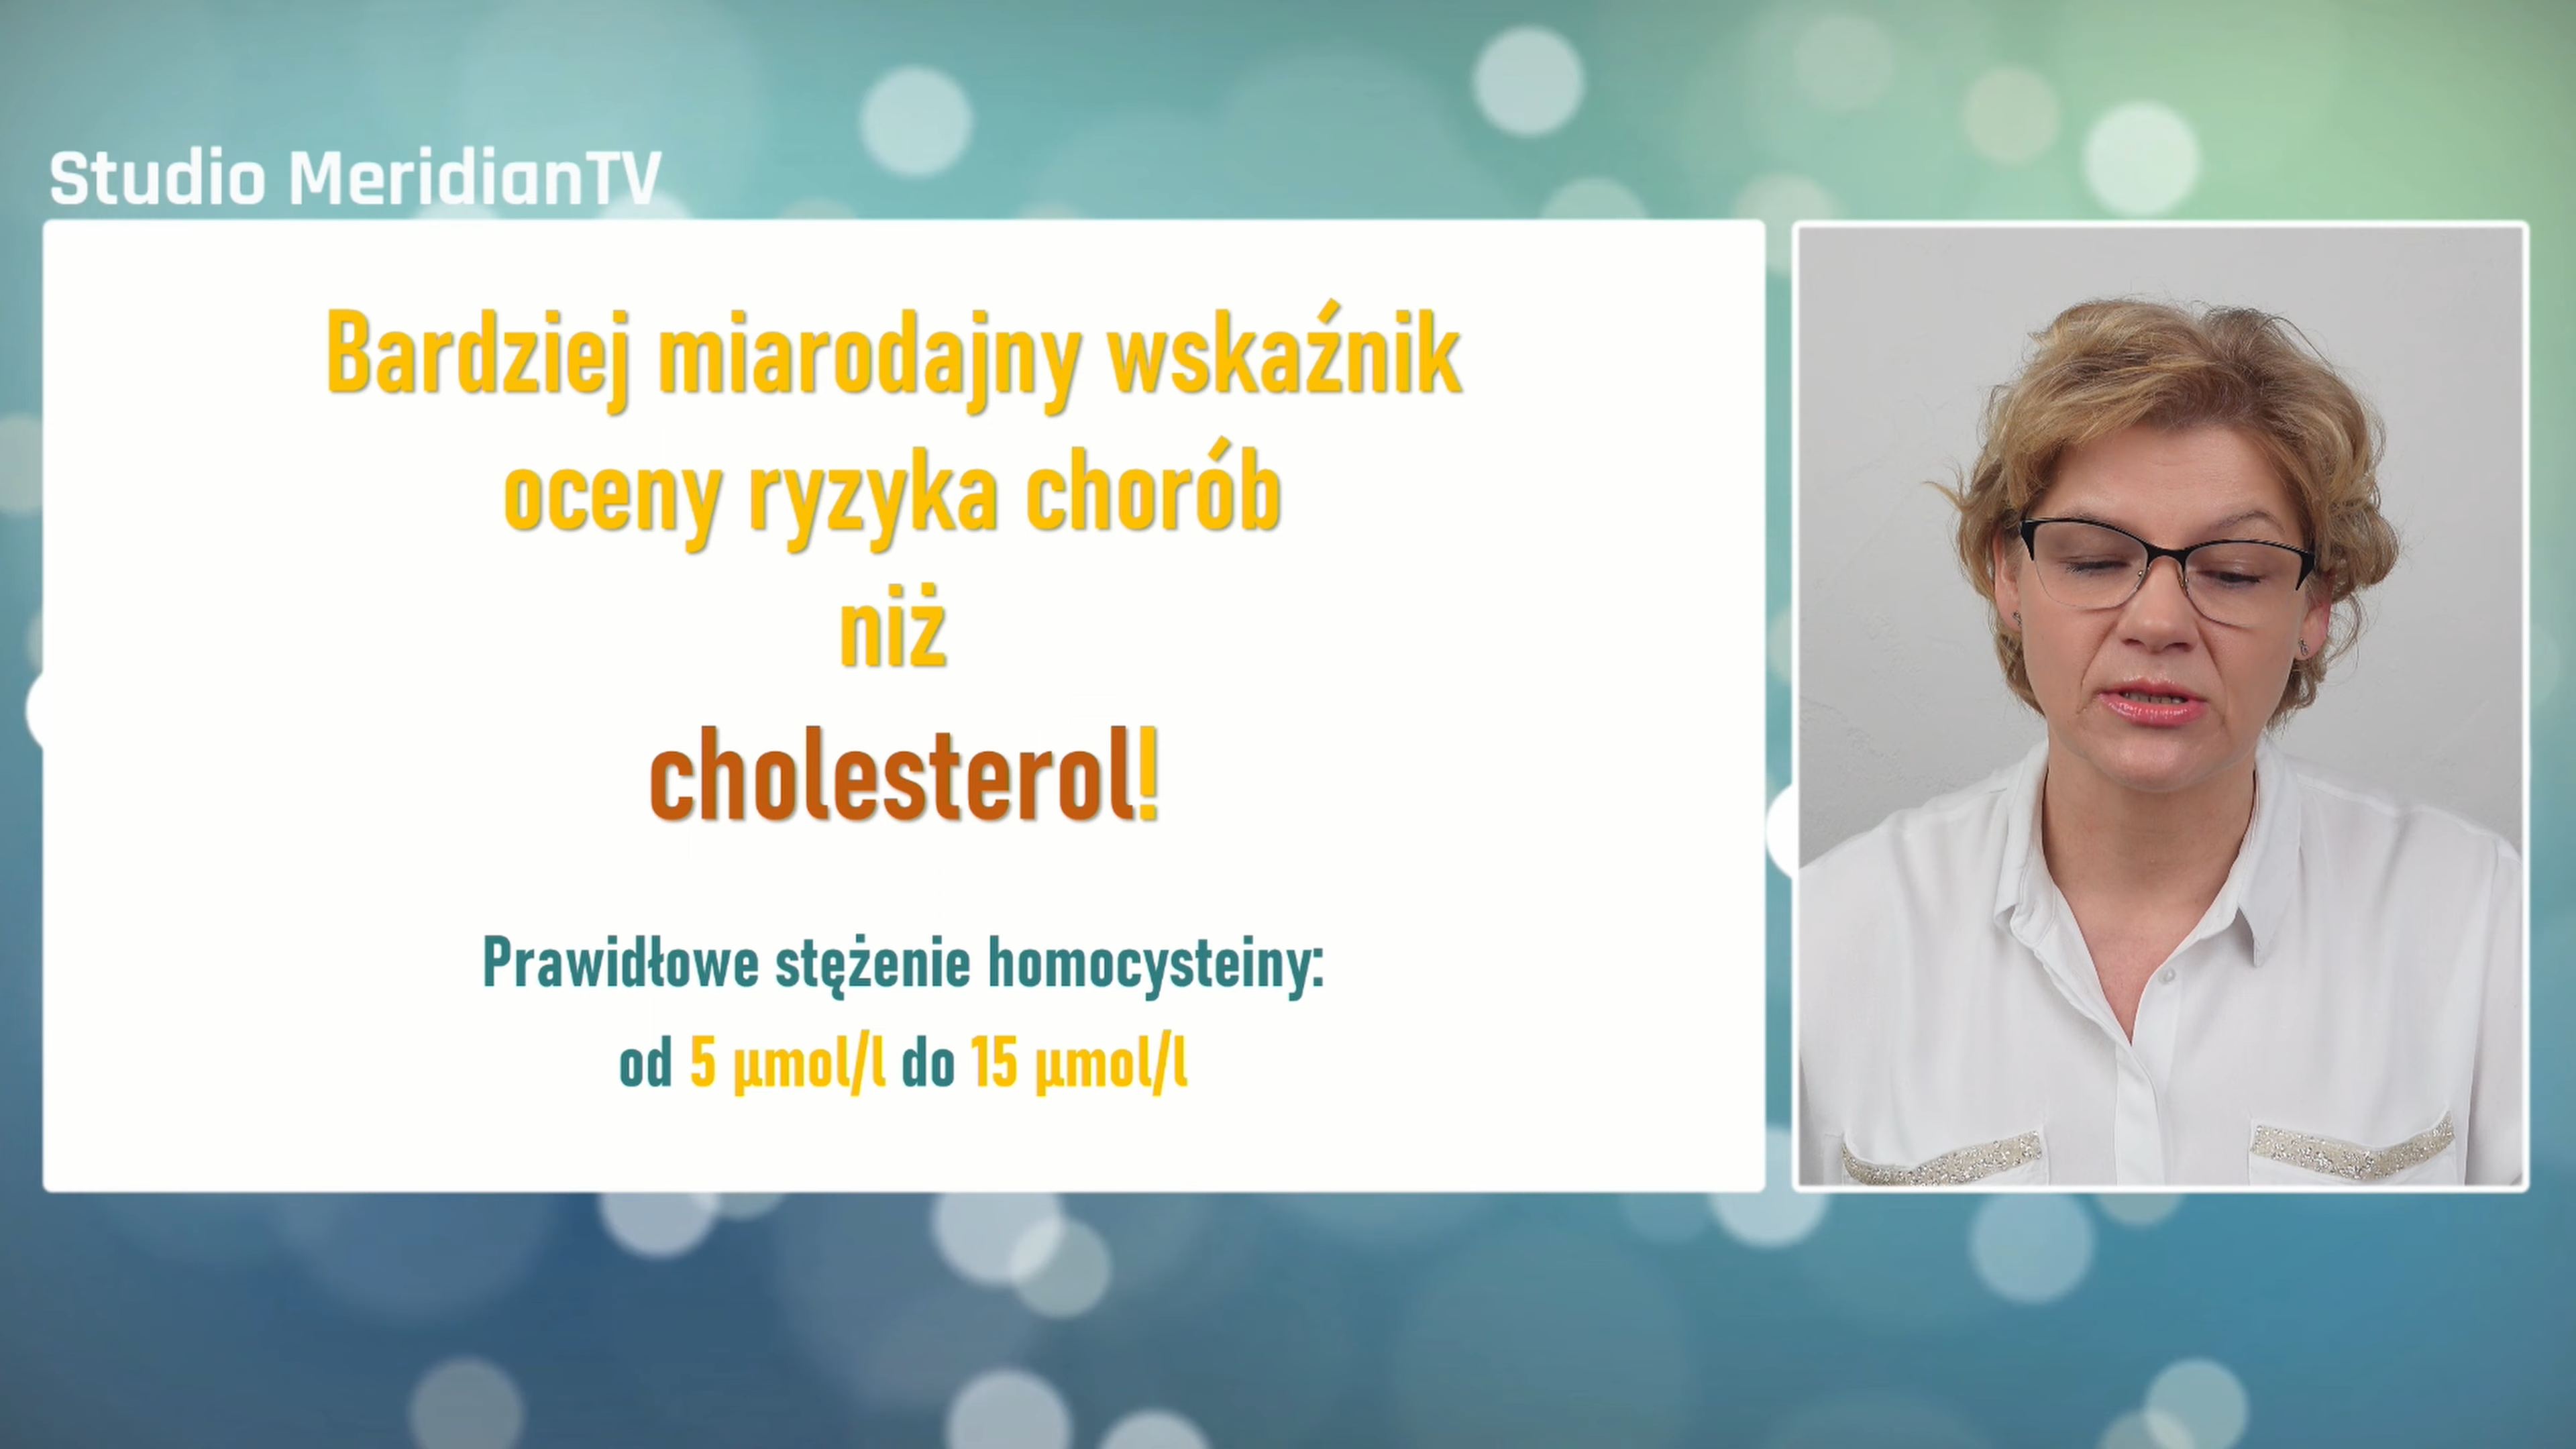 Studio MeridianTV
Bardziej miarodajny wskaźnik
oceny ryzyka chorób
niż
cholesterol!
Prawidłowe stężenie homocysteiny:
od 5 µmol/l do 15 µmol/l